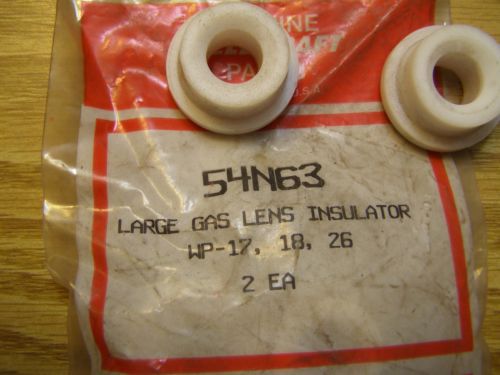 54N63
LARGE GAS LENS INSULATOR
WP-17, 18, 26
2 EA